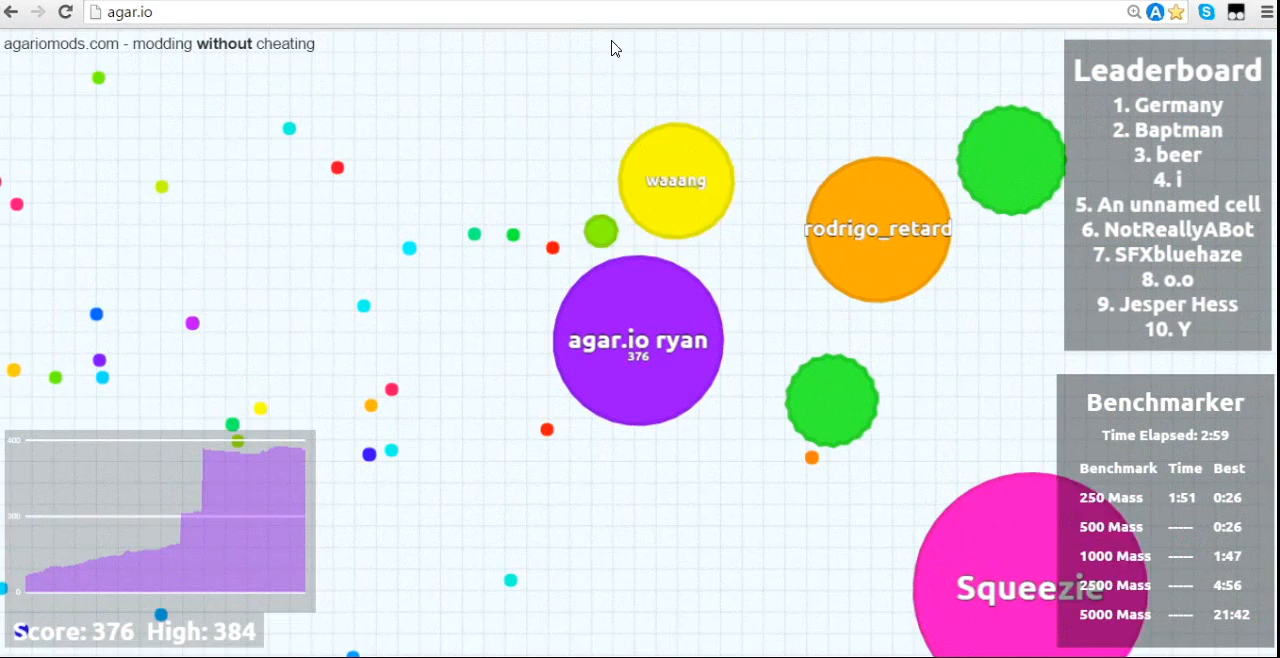 agar.io
agariomods.com - modding without cheating
Leaderboard
1. Germany
2. Baptman
3. beer
4. i
5. An unnamed cell
6. NotReallyABot
7. SFXbluehaze
8. o.o
9. Jesper Hess
10. Y
waaang
rodrigo_retard
agar.io ryan
376
Benchmarker
Time Elapsed: 2:59
Benchmark Time Best
250 Mass 1:51 0:26
500 Mass ----- 0:26
1000 Mass ----- 1:47
2500 Mass ----- 4:56
5000 Mass ----- 21:42
Squeezie
400
200
0
Score: 376 High: 384